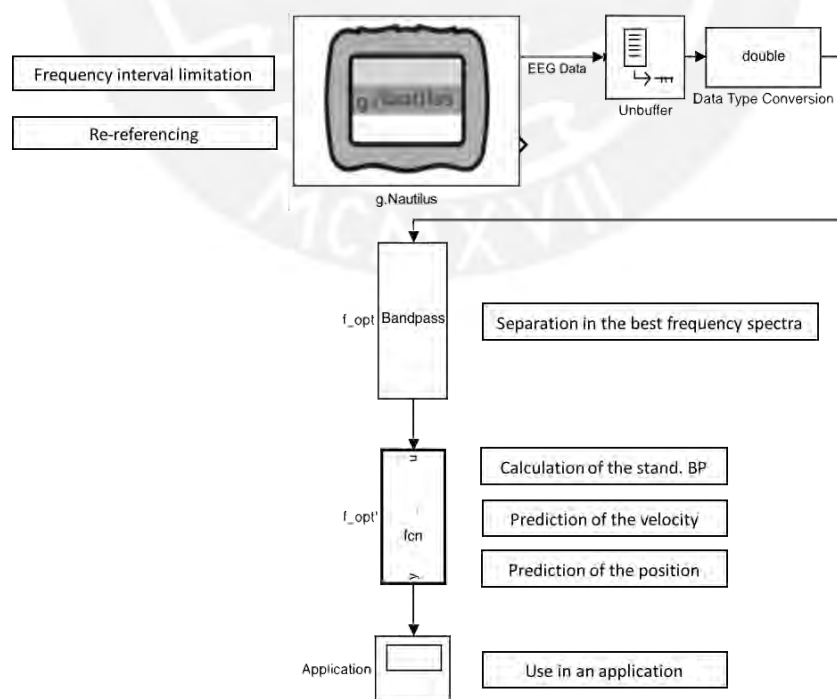 Frequency interval limitation
Re-referencing
g.Nautilus
g.Nautilus
EEG Data
Unbuffer
double
Data Type Conversion
MCMXVII
f_opt
Bandpass
Separation in the best frequency spectra
f_opt'
u
fcn
y
Calculation of the stand. BP
Prediction of the velocity
Prediction of the position
Application
Use in an application